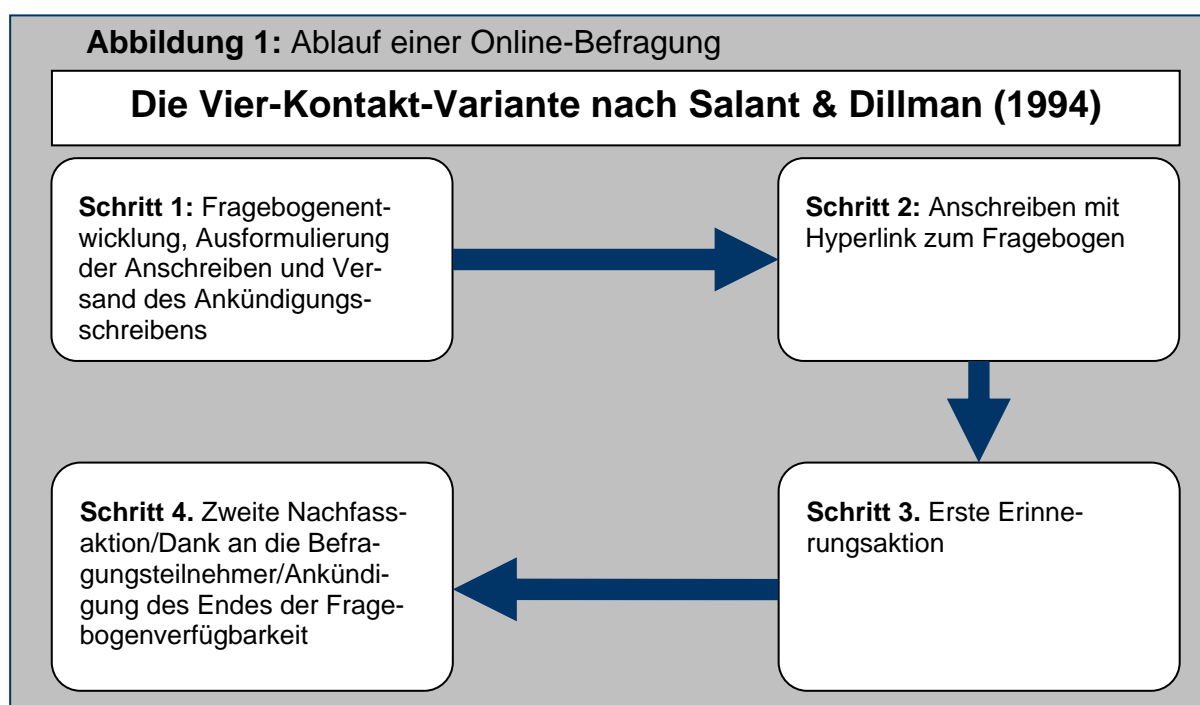 Abbildung 1: Ablauf einer Online-Befragung
Die Vier-Kontakt-Variante nach Salant & Dillman (1994)
Schritt 1: Fragebogenent-
wicklung, Ausformulierung
der Anschreiben und Ver-
sand des Ankündigungs-
schreibens
Schritt 2: Anschreiben mit
Hyperlink zum Fragebogen
Schritt 3. Erste Erinne-
rungsaktion
Schritt 4. Zweite Nachfass-
aktion/Dank an die Befra-
gungsteilnehmer/Ankündi-
gung des Endes der Frage-
bogenverfügbarkeit